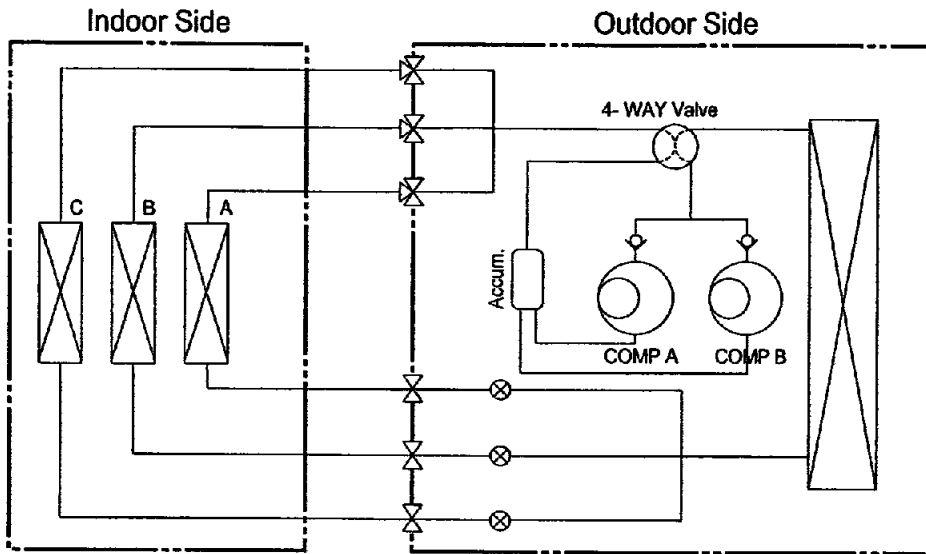 Indoor Side
Outdoor Side
4- WAY Valve
C
B
A
Accum.
COMP A
COMP B